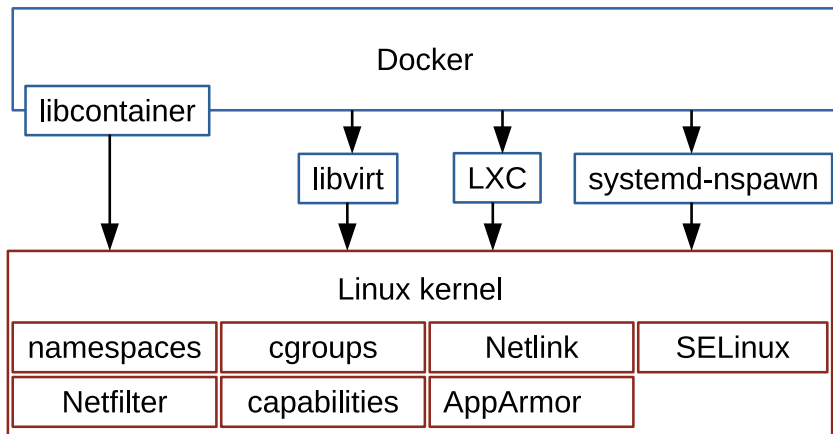 Docker
libcontainer
libvirt
LXC
systemd-nspawn
Linux kernel
namespaces
cgroups
Netlink
SELinux
Netfilter
capabilities
AppArmor